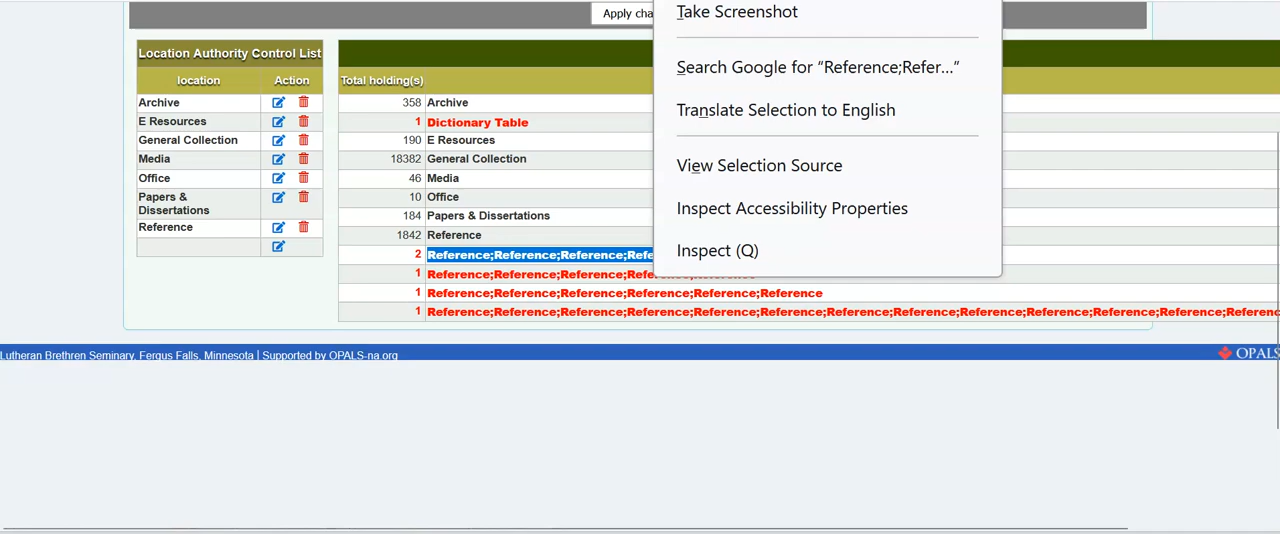 Apply cha
Take Screenshot
Search Google for “Reference;Refer...”
Translate Selection to English
View Selection Source
Inspect Accessibility Properties
Inspect (Q)
Location Authority Control List
location Action
Archive
E Resources
General Collection
Media
Office
Papers &
Dissertations
Reference
Total holding(s)
358 Archive
1 Dictionary Table
190 E Resources
18382 General Collection
46 Media
10 Office
184 Papers & Dissertations
1842 Reference
2 Reference;Reference;Reference;Refe
1 Reference;Reference;Reference;Reference;Reference
1 Reference;Reference;Reference;Reference;Reference;Reference
1 Reference;Reference;Reference;Reference;Reference;Reference;Reference;Reference;Reference;Reference;Reference;Reference;Referenc
Lutheran Brethren Seminary, Fergus Falls, Minnesota | Supported by OPALS-na.org
OPALS